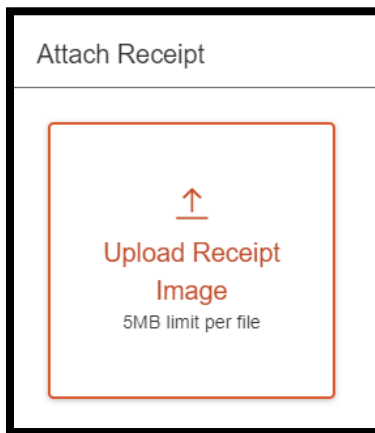 Attach Receipt
Upload Receipt
Image
5MB limit per file